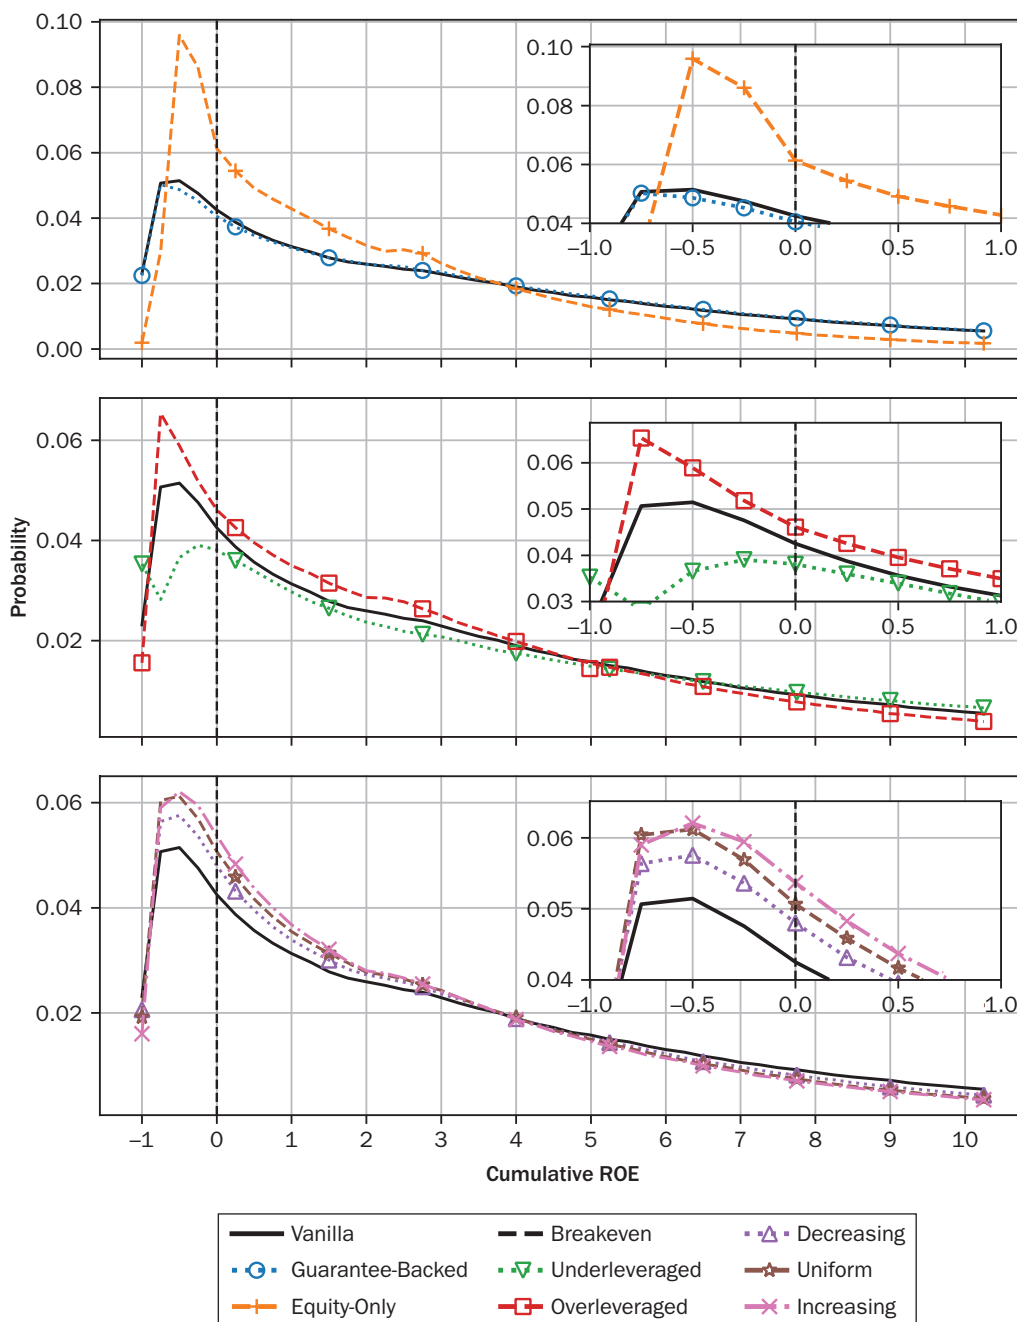 0.10
0.08
0.06
0.04
0.02
0.00
0.10
0.08
0.06
0.04
−1.0 −0.5 0.0 0.5 1.0
Probability
0.06
0.04
0.02
0.06
0.05
0.04
0.03
−1.0 −0.5 0.0 0.5 1.0
0.06
0.04
0.02
0.06
0.05
0.04
−1.0 −0.5 0.0 0.5 1.0
−1 0 1 2 3 4 5 6 7 8 9 10
Cumulative ROE
Vanilla Breakeven Decreasing
Guarantee-Backed Underleveraged Uniform
Equity-Only Overleveraged Increasing